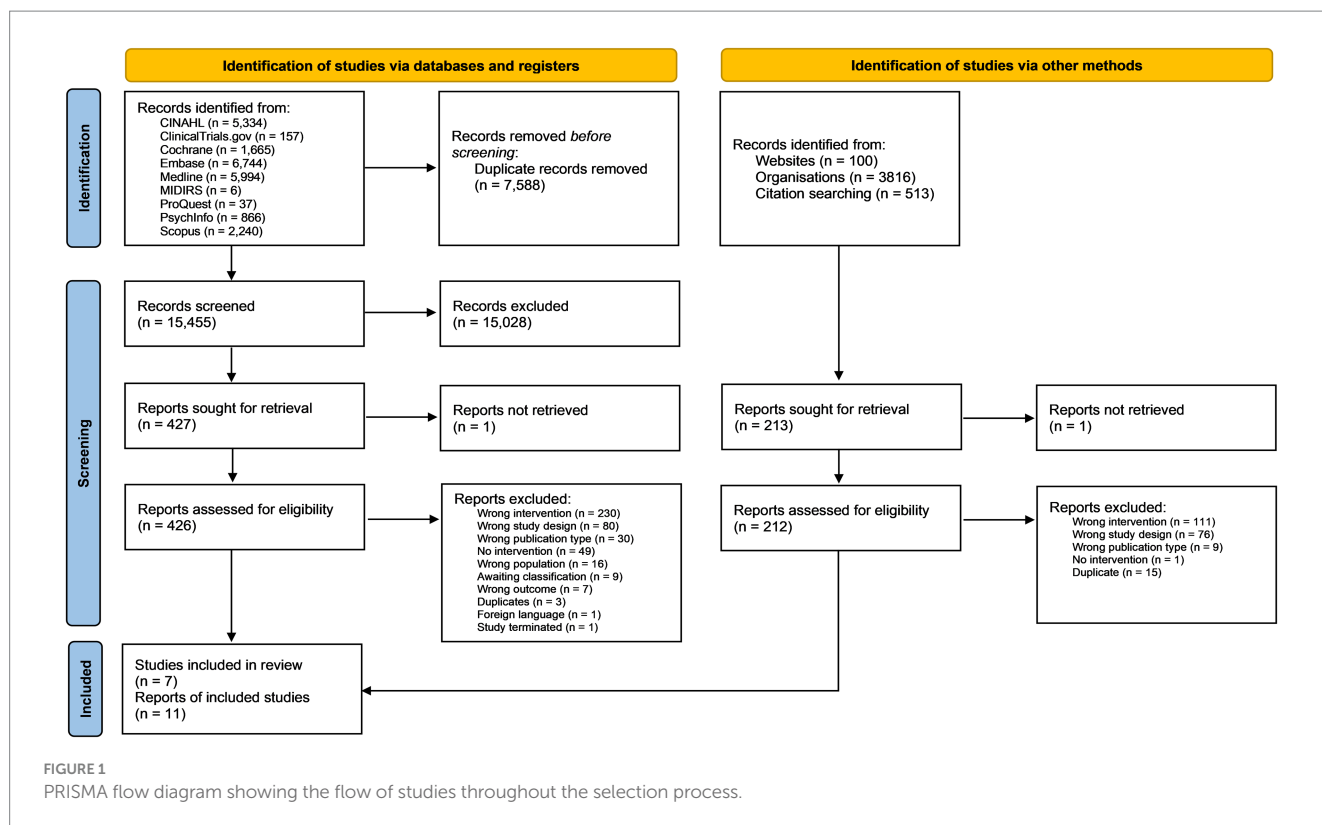 Identification of studies via databases and registers
Identification of studies via other methods
Identification
Records identified from:
CINAHL (n = 5,334)
ClinicalTrials.gov (n = 157)
Cochrane (n = 1,665)
Embase (n = 6,744)
Medline (n = 5,994)
MIDIRS (n = 6)
ProQuest (n = 37)
PsychInfo (n = 866)
Scopus (n = 2,240)
Records removed before
screening:
Duplicate records removed
(n = 7,588)
Records identified from:
Websites (n = 100)
Organisations (n = 3816)
Citation searching (n = 513)
Screening
Records screened
(n = 15,455)
Records excluded
(n = 15,028)
Reports sought for retrieval
(n = 427)
Reports not retrieved
(n = 1)
Reports sought for retrieval
(n = 213)
Reports not retrieved
(n = 1)
Reports assessed for eligibility
(n = 426)
Reports excluded:
Wrong intervention (n = 230)
Wrong study design (n = 80)
Wrong publication type (n = 30)
No intervention (n = 49)
Wrong population (n = 16)
Awaiting classification (n = 9)
Wrong outcome (n = 7)
Duplicates (n = 3)
Foreign language (n = 1)
Study terminated (n = 1)
Reports assessed for eligibility
(n = 212)
Reports excluded:
Wrong intervention (n = 111)
Wrong study design (n = 76)
Wrong publication type (n = 9)
No intervention (n = 1)
Duplicate (n = 15)
Included
Studies included in review
(n = 7)
Reports of included studies
(n = 11)
FIGURE 1
PRISMA flow diagram showing the flow of studies throughout the selection process.